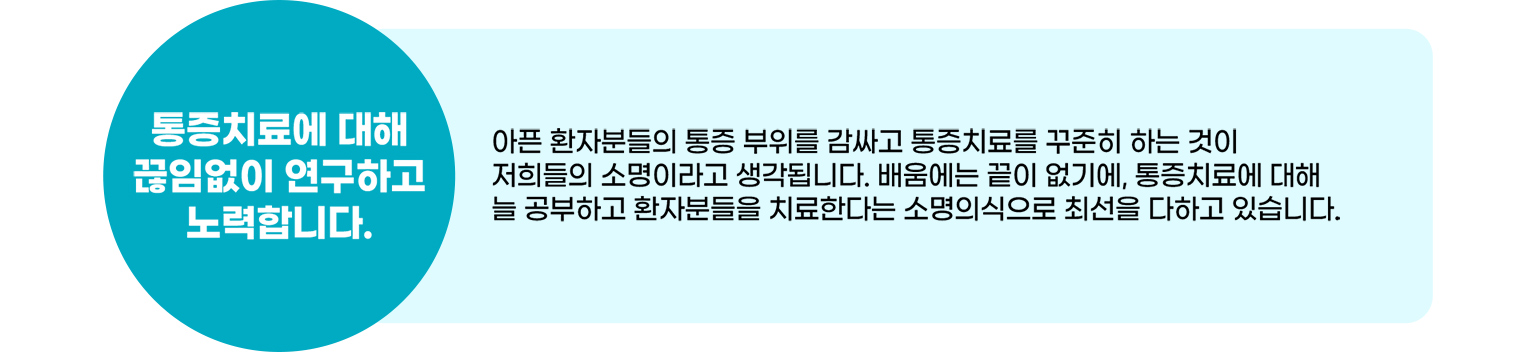 통증치료에 대해
끊임없이 연구하고
노력합니다.
아픈 환자분들의 통증 부위를 감싸고 통증치료를 꾸준히 하는 것이
저희들의 소명이라고 생각됩니다. 배움에는 끝이 없기에, 통증치료에 대해
늘 공부하고 환자분들을 치료한다는 소명의식으로 최선을 다하고 있습니다.